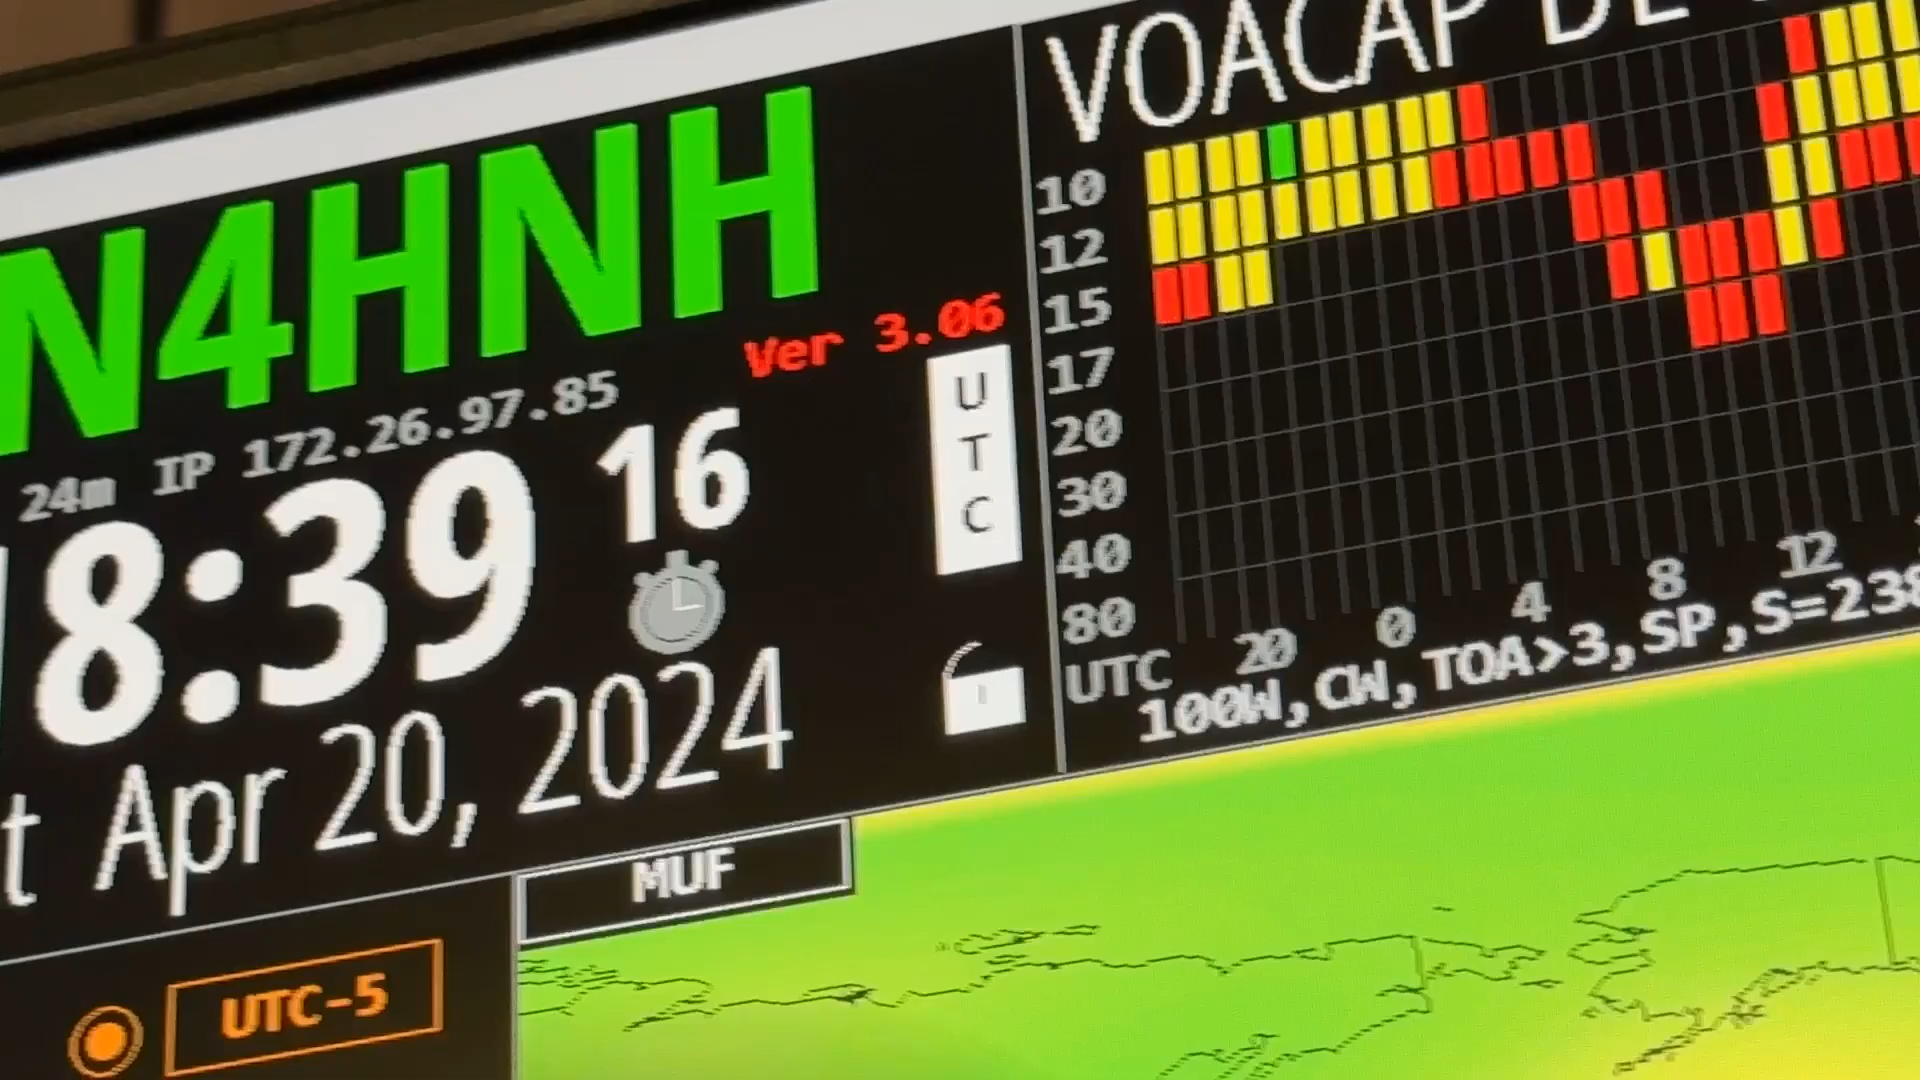 N4HNH
Ver 3.06
24m IP 172.26.97.85
8:39 16
UTC
t Apr 20, 2024
MUF
UTC-5
VOACAP DE
10
12
15
17
20
30
40
80
UTC 20 0 4 8 12
100W,CW,TOA>3,SP,S=238